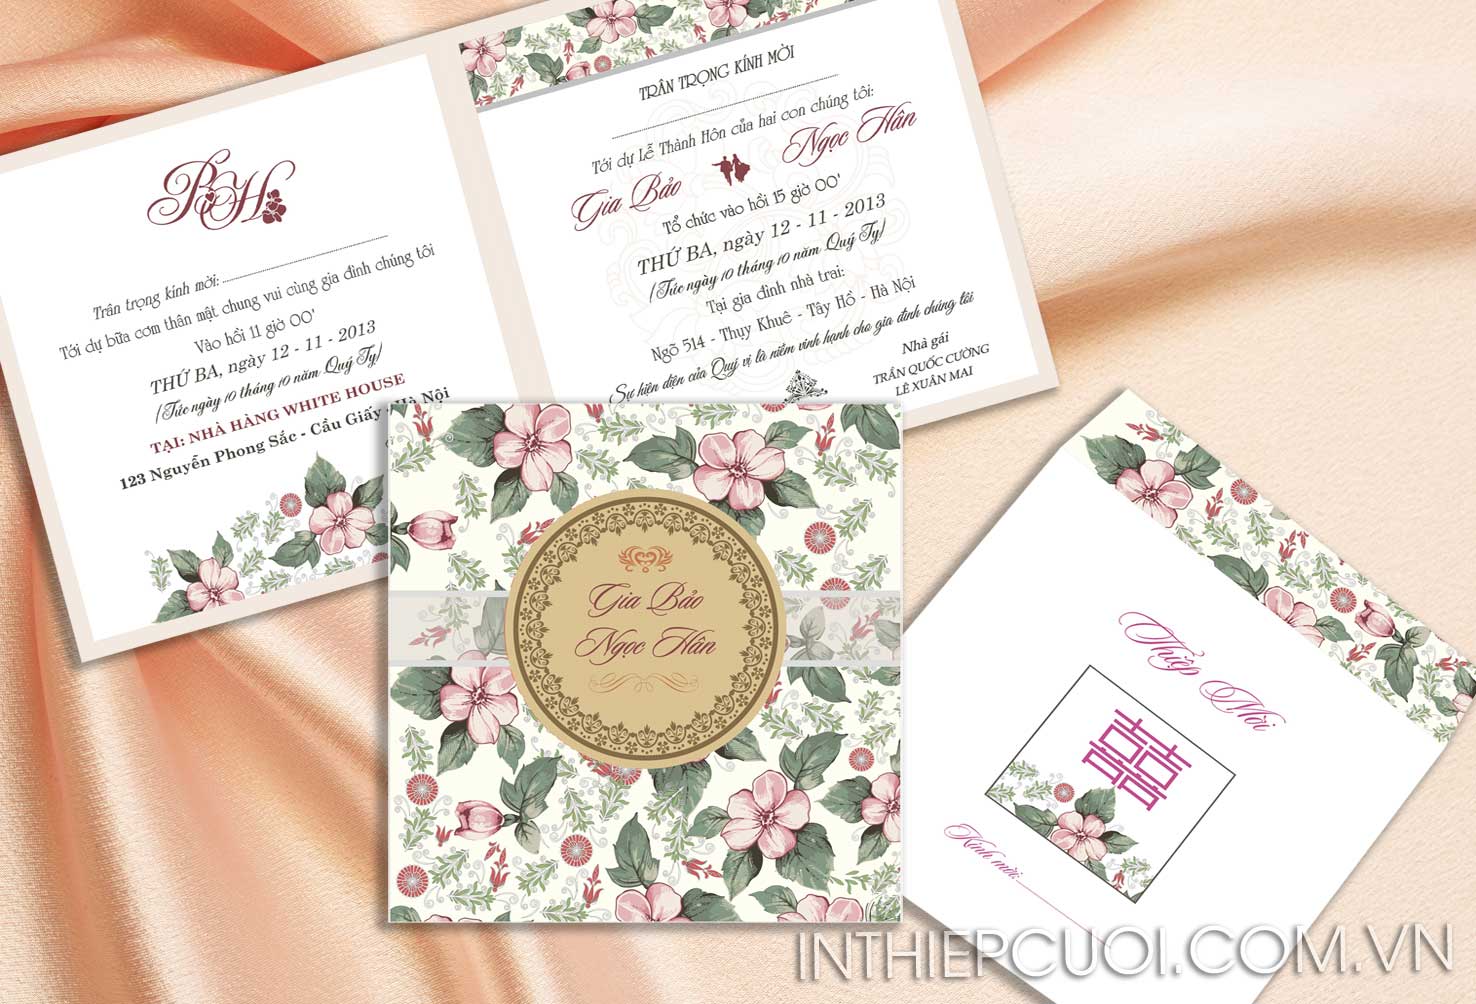 B H
Trân trọng kính mời:
Tới dự bữa cơm thân mật chung vui cùng gia đình chúng tôi
Vào hồi 11 giờ 00'
THỨ BA, ngày 12 - 11 - 2013
(Tức ngày 10 tháng 10 năm Quý Tỵ)
TẠI: NHÀ HÀNG WHITE HOUSE
123 Nguyễn Phong Sắc - Cầu Giấy - Hà Nội
TRÂN TRỌNG KÍNH MỜI
Tới dự Lễ Thành Hôn của hai con chúng tôi:
Gia Bảo
Ngọc Hân
Tổ chức vào hồi 15 giờ 00'
THỨ BA, ngày 12 - 11 - 2013
(Tức ngày 10 tháng 10 năm Quý Tỵ)
Tại gia đình nhà trai:
Ngõ 514 - Thụy Khuê - Tây Hồ - Hà Nội
Sự hiện diện của Quý vị là niềm vinh hạnh cho gia đình chúng tôi
Nhà gái
TRẦN QUỐC CƯỜNG
LÊ XUÂN MAI
Gia Bảo
Ngọc Hân
Thiệp Mời
囍
Kính mời:
INTHIEPCUOI.COM.VN